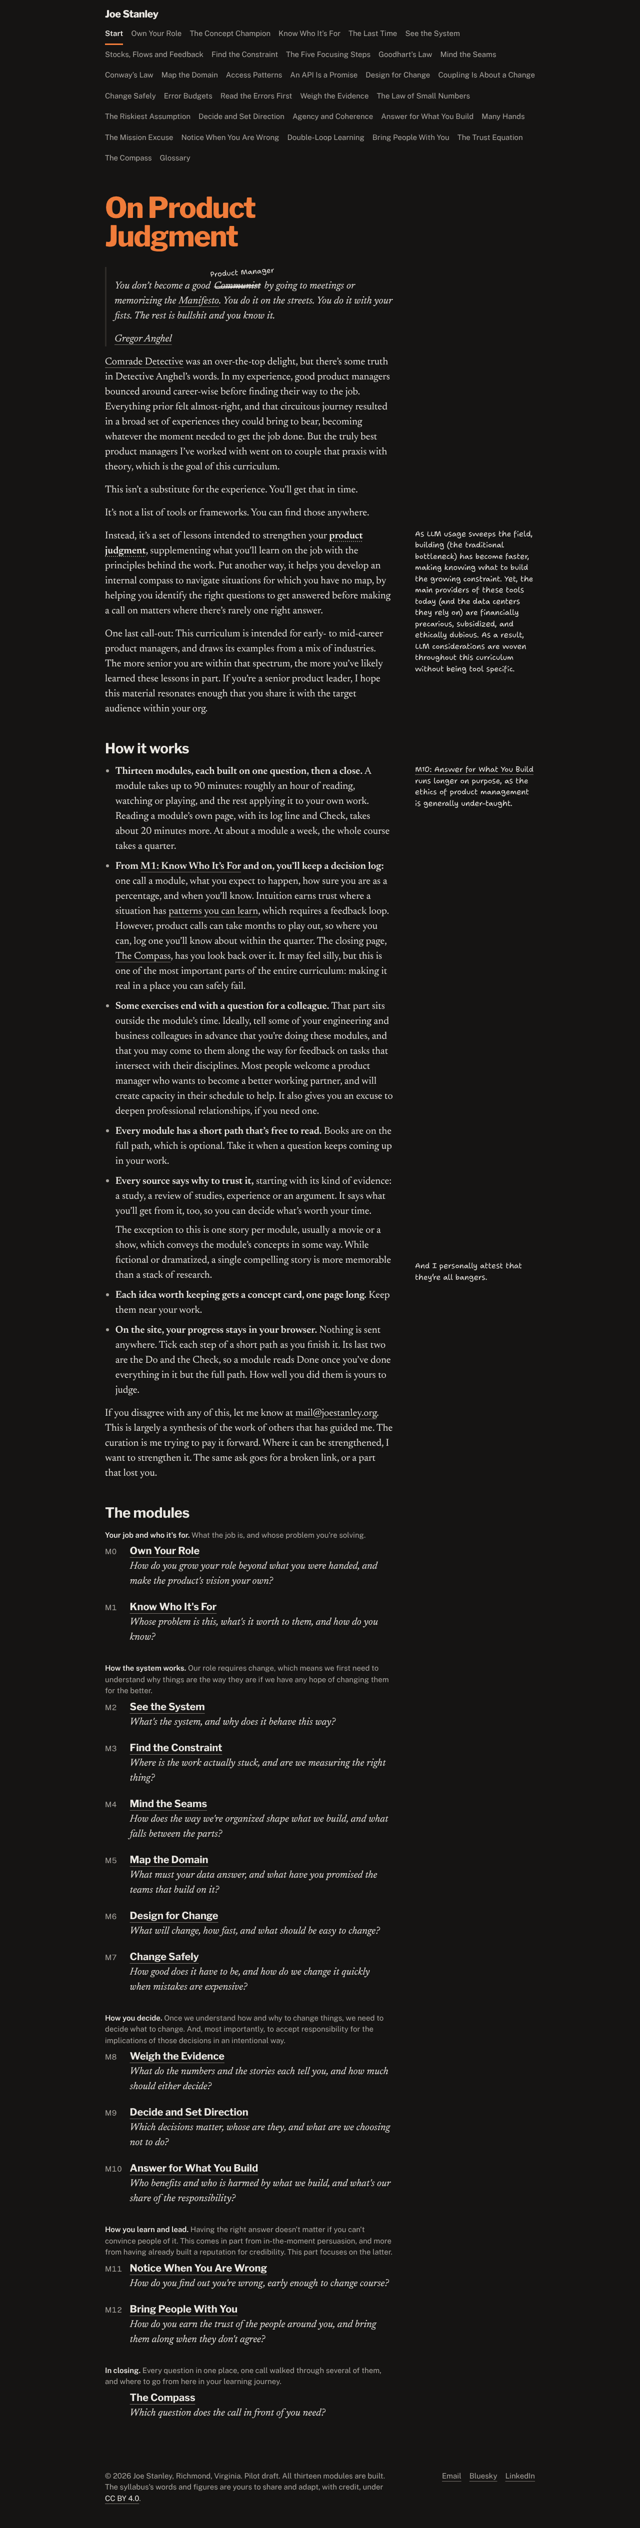 Joe Stanley
Start Own Your Role The Concept Champion Know Who It's For The Last Time See the System
Stocks, Flows and Feedback Find the Constraint The Five Focusing Steps Goodhart's Law Mind the Seams
Conway's Law Map the Domain Access Patterns An API Is a Promise Design for Change Coupling Is About a Change
Change Safely Error Budgets Read the Errors First Weigh the Evidence The Law of Small Numbers
The Riskiest Assumption Decide and Set Direction Agency and Coherence Answer for What You Build Many Hands
The Mission Excuse Notice When You Are Wrong Double-Loop Learning Bring People With You The Trust Equation
The Compass Glossary
On Product
Judgment
Product Manager
You don't become a good Communist by going to meetings or
memorizing the Manifesto. You do it on the streets. You do it with your
fists. The rest is bullshit and you know it.
Gregor Anghel
Comrade Detective was an over-the-top delight, but there's some truth
in Detective Anghel's words. In my experience, good product managers
bounced around career-wise before finding their way to the job.
Everything prior felt almost-right, and that circuitous journey resulted
in a broad set of experiences they could bring to bear, becoming
whatever the moment needed to get the job done. But the truly best
product managers I've worked with went on to couple that praxis with
theory, which is the goal of this curriculum.
This isn't a substitute for the experience. You'll get that in time.
It's not a list of tools or frameworks. You can find those anywhere.
Instead, it's a set of lessons intended to strengthen your product
judgment, supplementing what you'll learn on the job with the
principles behind the work. Put another way, it helps you develop an
internal compass to navigate situations for which you have no map, by
helping you identify the right questions to get answered before making
a call on matters where there's rarely one right answer.
As LLM usage sweeps the field,
building (the traditional
bottleneck) has become faster,
making knowing what to build
the growing constraint. Yet, the
main providers of these tools
today (and the data centers
they rely on) are financially
precarious, subsidized, and
ethically dubious. As a result,
LLM considerations are woven
throughout this curriculum
without being tool specific.
One last call-out: This curriculum is intended for early- to mid-career
product managers, and draws its examples from a mix of industries.
The more senior you are within that spectrum, the more you've likely
learned these lessons in part. If you're a senior product leader, I hope
this material resonates enough that you share it with the target
audience within your org.
How it works
• Thirteen modules, each built on one question, then a close. A
module takes up to 90 minutes: roughly an hour of reading,
watching or playing, and the rest applying it to your own work.
Reading a module's own page, with its log line and Check, takes
about 20 minutes more. At about a module a week, the whole course
takes a quarter.
M10: Answer for What You Build
runs longer on purpose, as the
ethics of product management
is generally under-taught.
• From M1: Know Who It's For and on, you'll keep a decision log:
one call a module, what you expect to happen, how sure you are as a
percentage, and when you'll know. Intuition earns trust where a
situation has patterns you can learn, which requires a feedback loop.
However, product calls can take months to play out, so where you
can, log one you'll know about within the quarter. The closing page,
The Compass, has you look back over it. It may feel silly, but this is
one of the most important parts of the entire curriculum: making it
real in a place you can safely fail.
• Some exercises end with a question for a colleague. That part sits
outside the module's time. Ideally, tell some of your engineering and
business colleagues in advance that you're doing these modules, and
that you may come to them along the way for feedback on tasks that
intersect with their disciplines. Most people welcome a product
manager who wants to become a better working partner, and will
create capacity in their schedule to help. It also gives you an excuse to
deepen professional relationships, if you need one.
• Every module has a short path that's free to read. Books are on the
full path, which is optional. Take it when a question keeps coming up
in your work.
• Every source says why to trust it, starting with its kind of evidence:
a study, a review of studies, experience or an argument. It says what
you'll get from it, too, so you can decide what's worth your time.
The exception to this is one story per module, usually a movie or a
show, which conveys the module's concepts in some way. While
fictional or dramatized, a single compelling story is more memorable
than a stack of research.
And I personally attest that
they're all bangers.
• Each idea worth keeping gets a concept card, one page long. Keep
them near your work.
• On the site, your progress stays in your browser. Nothing is sent
anywhere. Tick each step of a short path as you finish it. Its last two
are the Do and the Check, so a module reads Done once you've done
everything in it but the full path. How well you did them is yours to
judge.
If you disagree with any of this, let me know at mail@joestanley.org.
This is largely a synthesis of the work of others that has guided me. The
curation is me trying to pay it forward. Where it can be strengthened, I
want to strengthen it. The same ask goes for a broken link, or a part
that lost you.
The modules
Your job and who it's for. What the job is, and whose problem you're solving.
M0 Own Your Role
How do you grow your role beyond what you were handed, and
make the product's vision your own?
M1 Know Who It's For
Whose problem is this, what's it worth to them, and how do you
know?
How the system works. Our role requires change, which means we first need to
understand why things are the way they are if we have any hope of changing them
for the better.
M2 See the System
What's the system, and why does it behave this way?
M3 Find the Constraint
Where is the work actually stuck, and are we measuring the right
thing?
M4 Mind the Seams
How does the way we're organized shape what we build, and what
falls between the parts?
M5 Map the Domain
What must your data answer, and what have you promised the
teams that build on it?
M6 Design for Change
What will change, how fast, and what should be easy to change?
M7 Change Safely
How good does it have to be, and how do we change it quickly
when mistakes are expensive?
How you decide. Once we understand how and why to change things, we need to
decide what to change. And, most importantly, to accept responsibility for the
implications of those decisions in an intentional way.
M8 Weigh the Evidence
What do the numbers and the stories each tell you, and how much
should either decide?
M9 Decide and Set Direction
Which decisions matter, whose are they, and what are we choosing
not to do?
M10 Answer for What You Build
Who benefits and who is harmed by what we build, and what's our
share of the responsibility?
How you learn and lead. Having the right answer doesn't matter if you can't
convince people of it. This comes in part from in-the-moment persuasion, and more
from having already built a reputation for credibility. This part focuses on the latter.
M11 Notice When You Are Wrong
How do you find out you're wrong, early enough to change course?
M12 Bring People With You
How do you earn the trust of the people around you, and bring
them along when they don't agree?
In closing. Every question in one place, one call walked through several of them,
and where to go from here in your learning journey.
The Compass
Which question does the call in front of you need?
© 2026 Joe Stanley, Richmond, Virginia. Pilot draft. All thirteen modules are built.
The syllabus's words and figures are yours to share and adapt, with credit, under
CC BY 4.0.
Email Bluesky LinkedIn